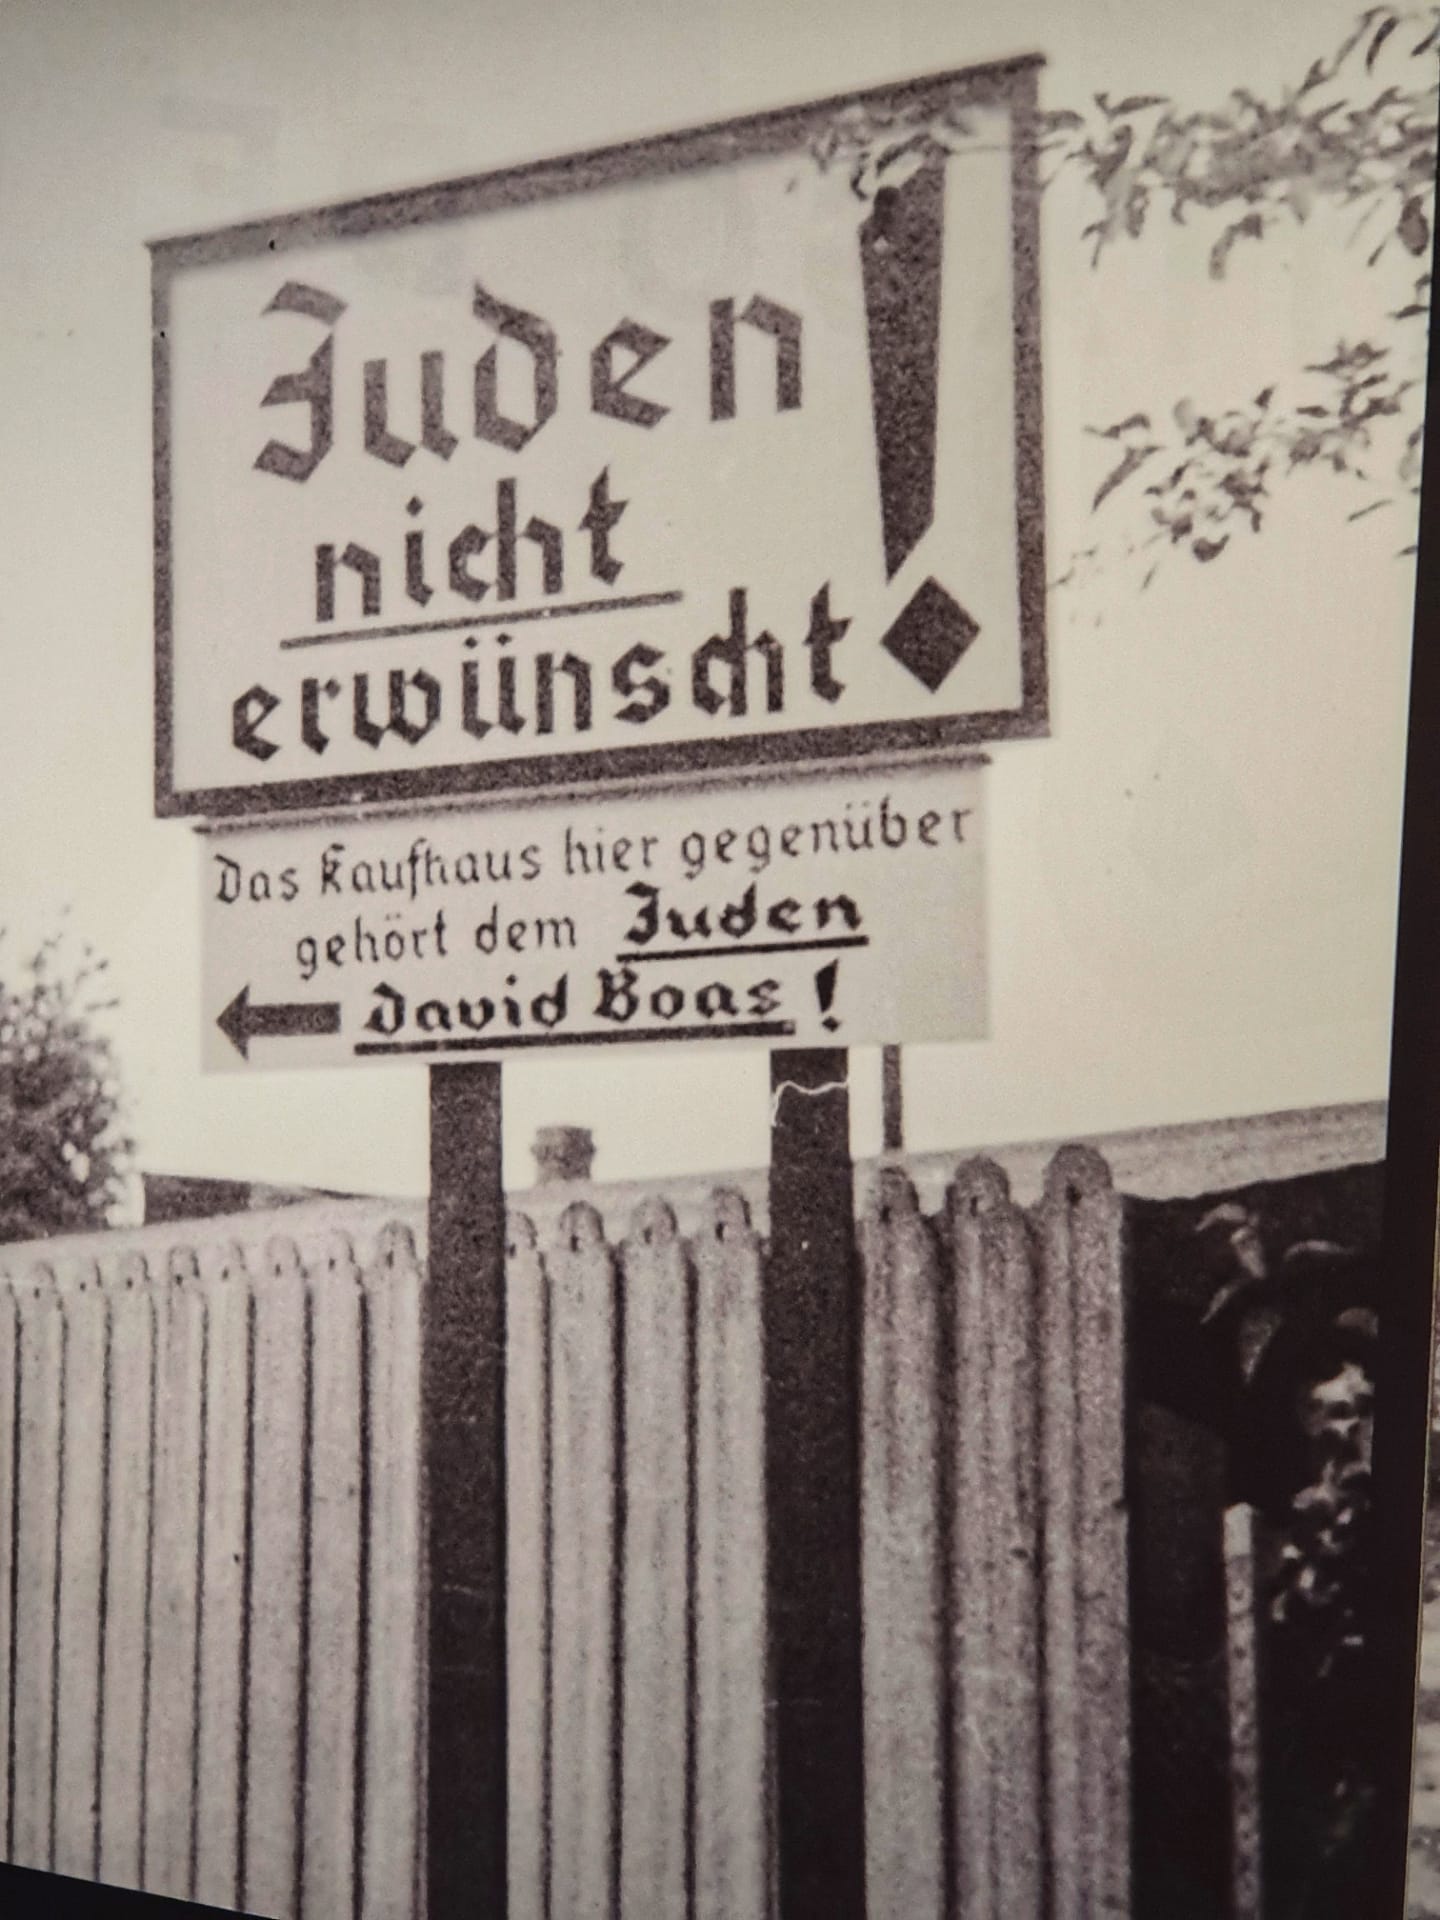 Juden
nicht
erwünscht!
Das Kaufhaus hier gegenüber
gehört dem Juden
David Boas!